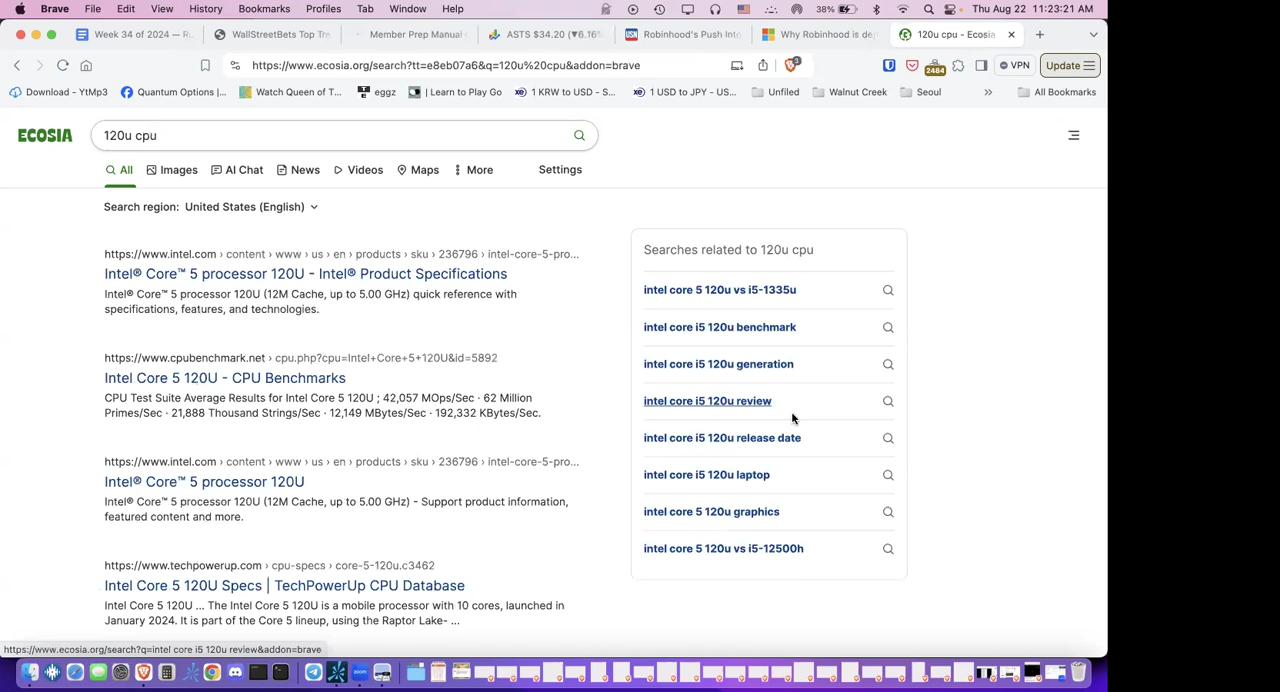 Brave File Edit View History Bookmarks Profiles Tab Window Help 38% Thu Aug 22 11:23:21 AM
Week 34 of 2024 — R... WallStreetBets Top Tre Member Prep Manual ASTS $34.20 (▼6.16% Robinhood's Push Into Why Robinhood is de 120u cpu - Ecosia
https://www.ecosia.org/search?tt=e8eb07a6&q=120u%20cpu&addon=brave 3 2484 VPN Update
Download - YtMp3 Quantum Options |... Watch Queen of T... eggz | Learn to Play Go 1 KRW to USD - S... 1 USD to JPY - US... Unfiled Walnut Creek Seoul » All Bookmarks
ECOSIA 120u cpu
All Images AI Chat News Videos Maps More Settings
Search region: United States (English)
https://www.intel.com › content › www › us › en › products › sku › 236796 › intel-core-5-pro...
Intel® Core™ 5 processor 120U - Intel® Product Specifications
Intel® Core™ 5 processor 120U (12M Cache, up to 5.00 GHz) quick reference with
specifications, features, and technologies.
https://www.cpubenchmark.net › cpu.php?cpu=Intel+Core+5+120U&id=5892
Intel Core 5 120U - CPU Benchmarks
CPU Test Suite Average Results for Intel Core 5 120U ; 42,057 MOps/Sec · 62 Million
Primes/Sec · 21,888 Thousand Strings/Sec · 12,149 MBytes/Sec · 192,332 KBytes/Sec.
https://www.intel.com › content › www › us › en › products › sku › 236796 › intel-core-5-pro...
Intel® Core™ 5 processor 120U
Intel® Core™ 5 processor 120U (12M Cache, up to 5.00 GHz) - Support product information,
featured content and more.
https://www.techpowerup.com › cpu-specs › core-5-120u.c3462
Intel Core 5 120U Specs | TechPowerUp CPU Database
Intel Core 5 120U ... The Intel Core 5 120U is a mobile processor with 10 cores, launched in
January 2024. It is part of the Core 5 lineup, using the Raptor Lake- ...
Searches related to 120u cpu
intel core 5 120u vs i5-1335u
intel core i5 120u benchmark
intel core i5 120u generation
intel core i5 120u review
intel core i5 120u release date
intel core i5 120u laptop
intel core 5 120u graphics
intel core 5 120u vs i5-12500h
https://www.ecosia.org/search?q=intel core i5 120u review&addon=brave